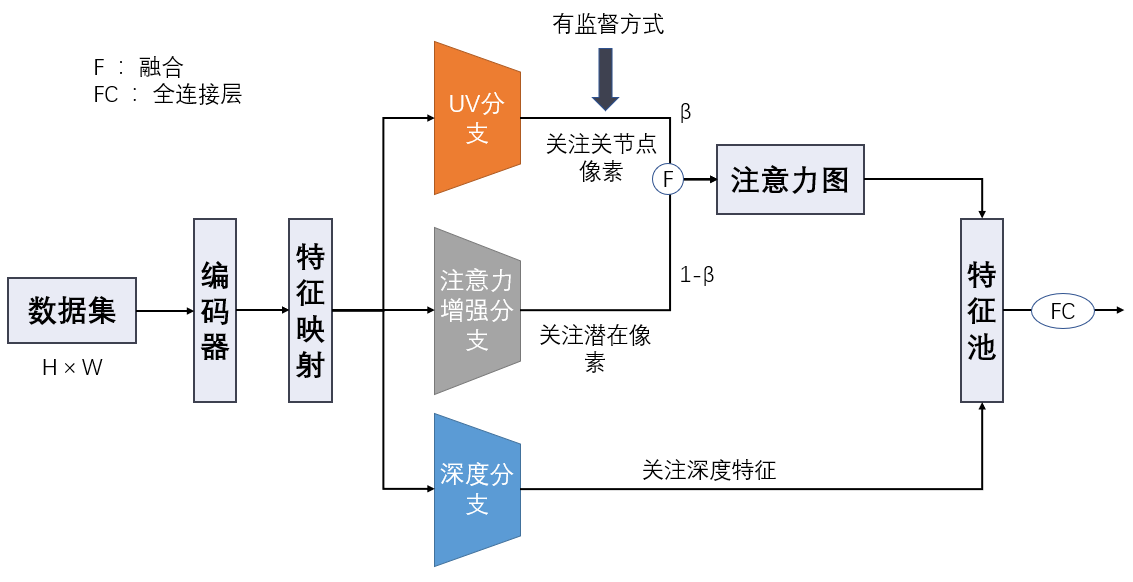 有监督方式
F ： 融合
FC ： 全连接层
UV分
支
β
关注关节点
像素
F
注意力图
数据集
H × W
编
码
器
特
征
映
射
注意力
增强分
支
1-β
关注潜在像
素
特
征
池
FC
深度分
支
关注深度特征